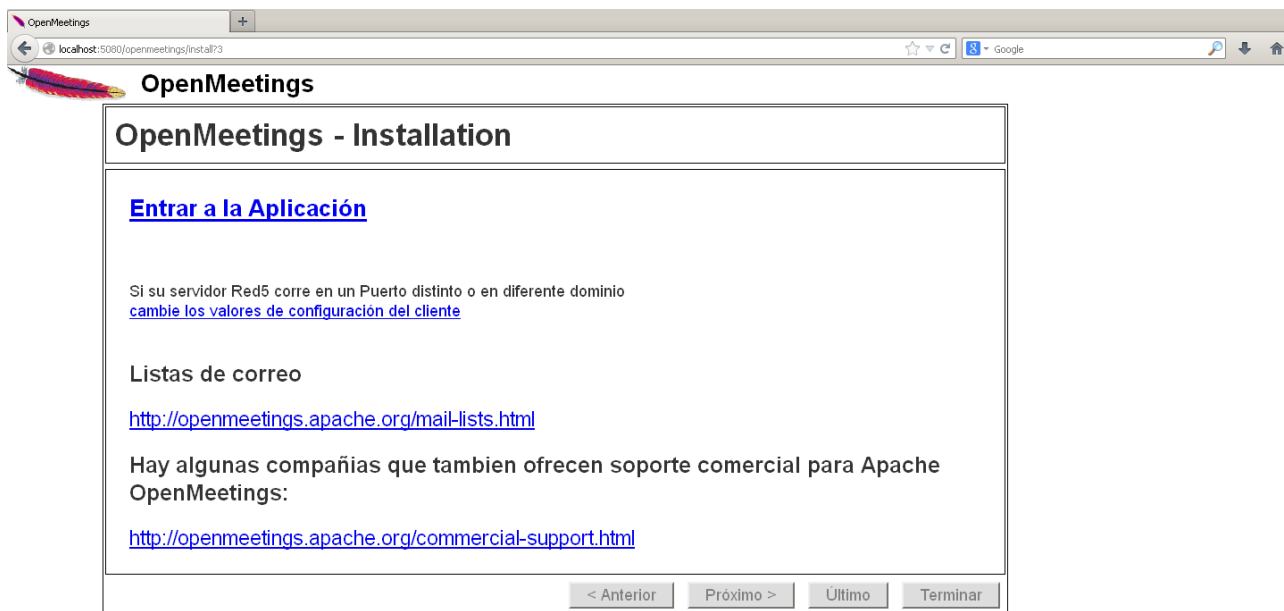 OpenMeetings
localhost:5080/openmeetings/install?3
Google
OpenMeetings
OpenMeetings - Installation
Entrar a la Aplicación
Si su servidor Red5 corre en un Puerto distinto o en diferente dominio
cambie los valores de configuración del cliente
Listas de correo
http://openmeetings.apache.org/mail-lists.html
Hay algunas compañias que tambien ofrecen soporte comercial para Apache
OpenMeetings:
http://openmeetings.apache.org/commercial-support.html
< Anterior Próximo > Último Terminar